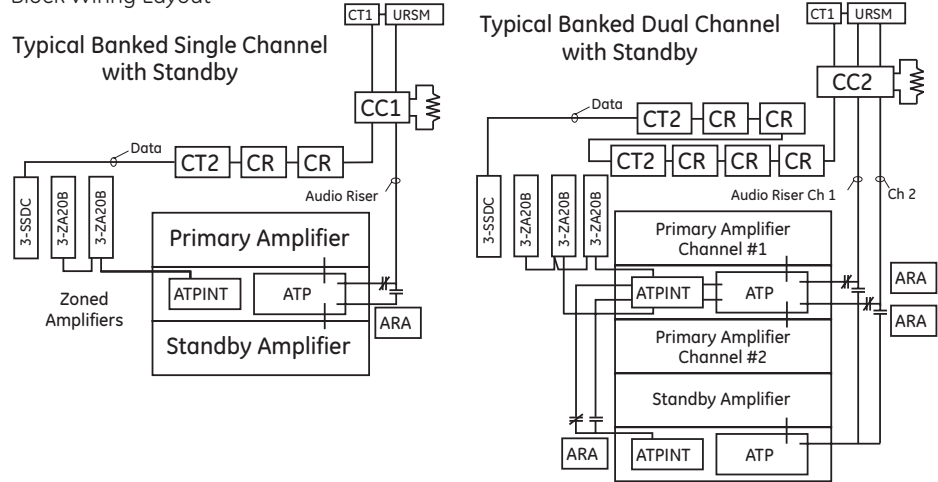 Block Wiring Layout
Typical Banked Single Channel
with Standby
CT1
URSM
CC1
Data
CT2
CR
CR
Audio Riser
3-SSDC
3-ZA20B
3-ZA20B
Zoned
Amplifiers
Primary Amplifier
ATPINT
ATP
ARA
Standby Amplifier
Typical Banked Dual Channel
with Standby
CT1
URSM
CC2
Data
CT2
CR
CR
CT2
CR
CR
CR
Audio Riser Ch 1
Ch 2
3-SSDC
3-ZA20B
3-ZA20B
3-ZA20B
Primary Amplifier
Channel #1
ATPINT
ATP
ARA
ARA
Primary Amplifier
Channel #2
Standby Amplifier
ARA
ATPINT
ATP